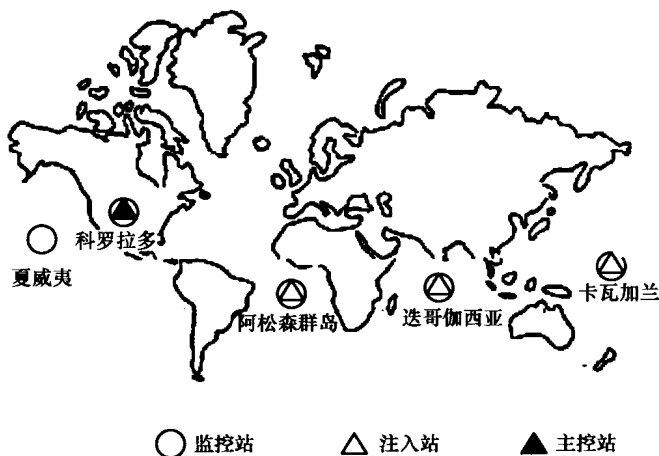 科罗拉多
夏威夷
阿松森群岛
迭哥伽西亚
卡瓦加兰
监控站
注入站
主控站